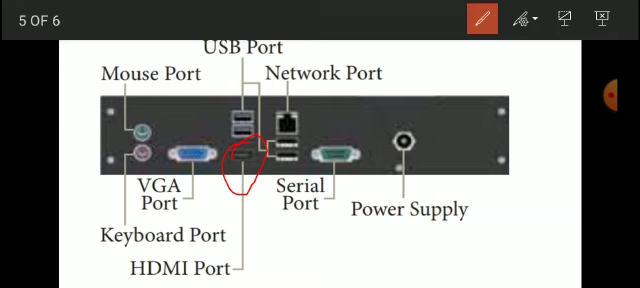 5 OF 6
USB Port
Mouse Port
Network Port
VGA
Port
Serial
Port
Power Supply
Keyboard Port
HDMI Port